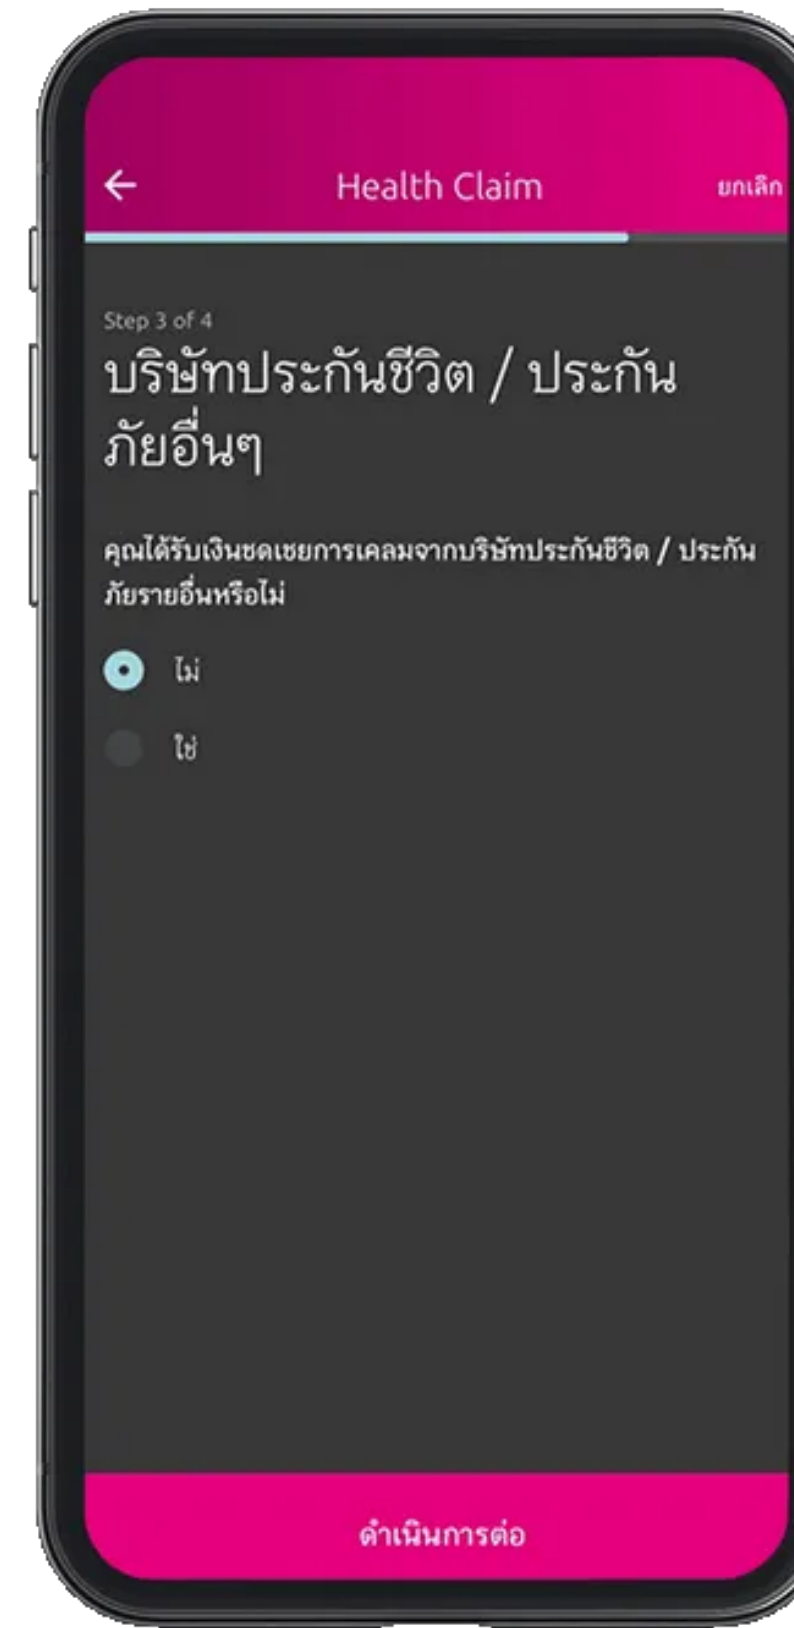 Health Claim
ยกเลิก
Step 3 of 4
บริษัทประกันชีวิต / ประกัน
ภัยอื่นๆ
คุณได้รับเงินชดเชยการเคลมจากบริษัทประกันชีวิต / ประกัน
ภัยรายอื่นหรือไม่
ไม่
ใช่
ดำเนินการต่อ